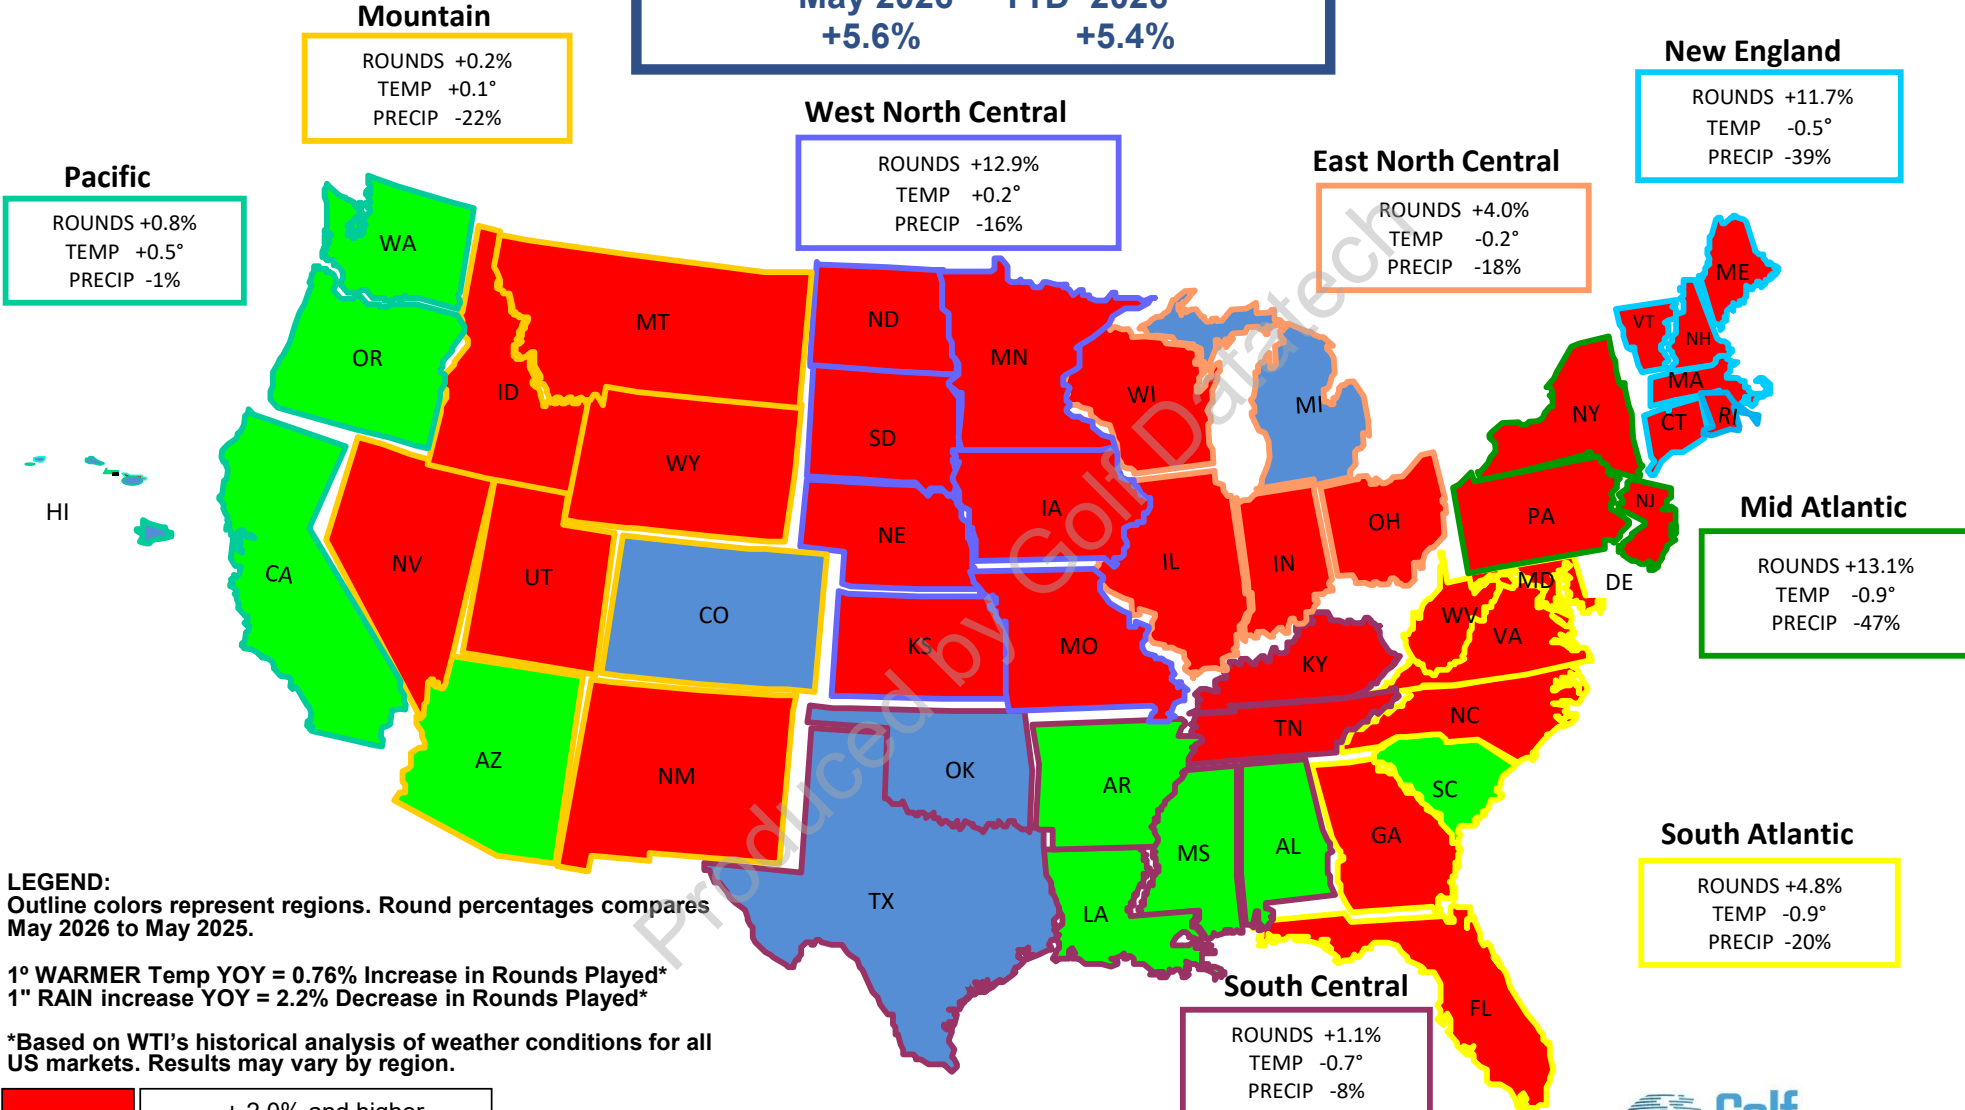 May 2026 YTD 2026
+5.6% +5.4%
Mountain
ROUNDS +0.2%
TEMP +0.1°
PRECIP -22%
New England
ROUNDS +11.7%
TEMP -0.5°
PRECIP -39%
West North Central
ROUNDS +12.9%
TEMP +0.2°
PRECIP -16%
East North Central
ROUNDS +4.0%
TEMP -0.2°
PRECIP -18%
Pacific
ROUNDS +0.8%
TEMP +0.5°
PRECIP -1%
WA
OR
CA
HI
MT
ID
WY
NV
UT
CO
AZ
NM
ND
SD
NE
KS
MN
IA
MO
WI
MI
IL
IN
OH
ME
VT
NH
MA
CT
RI
NY
PA
NJ
MD
DE
WV
VA
NC
SC
GA
FL
KY
TN
AR
MS
AL
LA
OK
TX
Mid Atlantic
ROUNDS +13.1%
TEMP -0.9°
PRECIP -47%
South Atlantic
ROUNDS +4.8%
TEMP -0.9°
PRECIP -20%
South Central
ROUNDS +1.1%
TEMP -0.7°
PRECIP -8%
Produced by Golf Datatech
LEGEND:
Outline colors represent regions. Round percentages compares
May 2026 to May 2025.
1º WARMER Temp YOY = 0.76% Increase in Rounds Played*
1" RAIN increase YOY = 2.2% Decrease in Rounds Played*
*Based on WTI's historical analysis of weather conditions for all
US markets. Results may vary by region.
+ 2.0% and higher
Golf